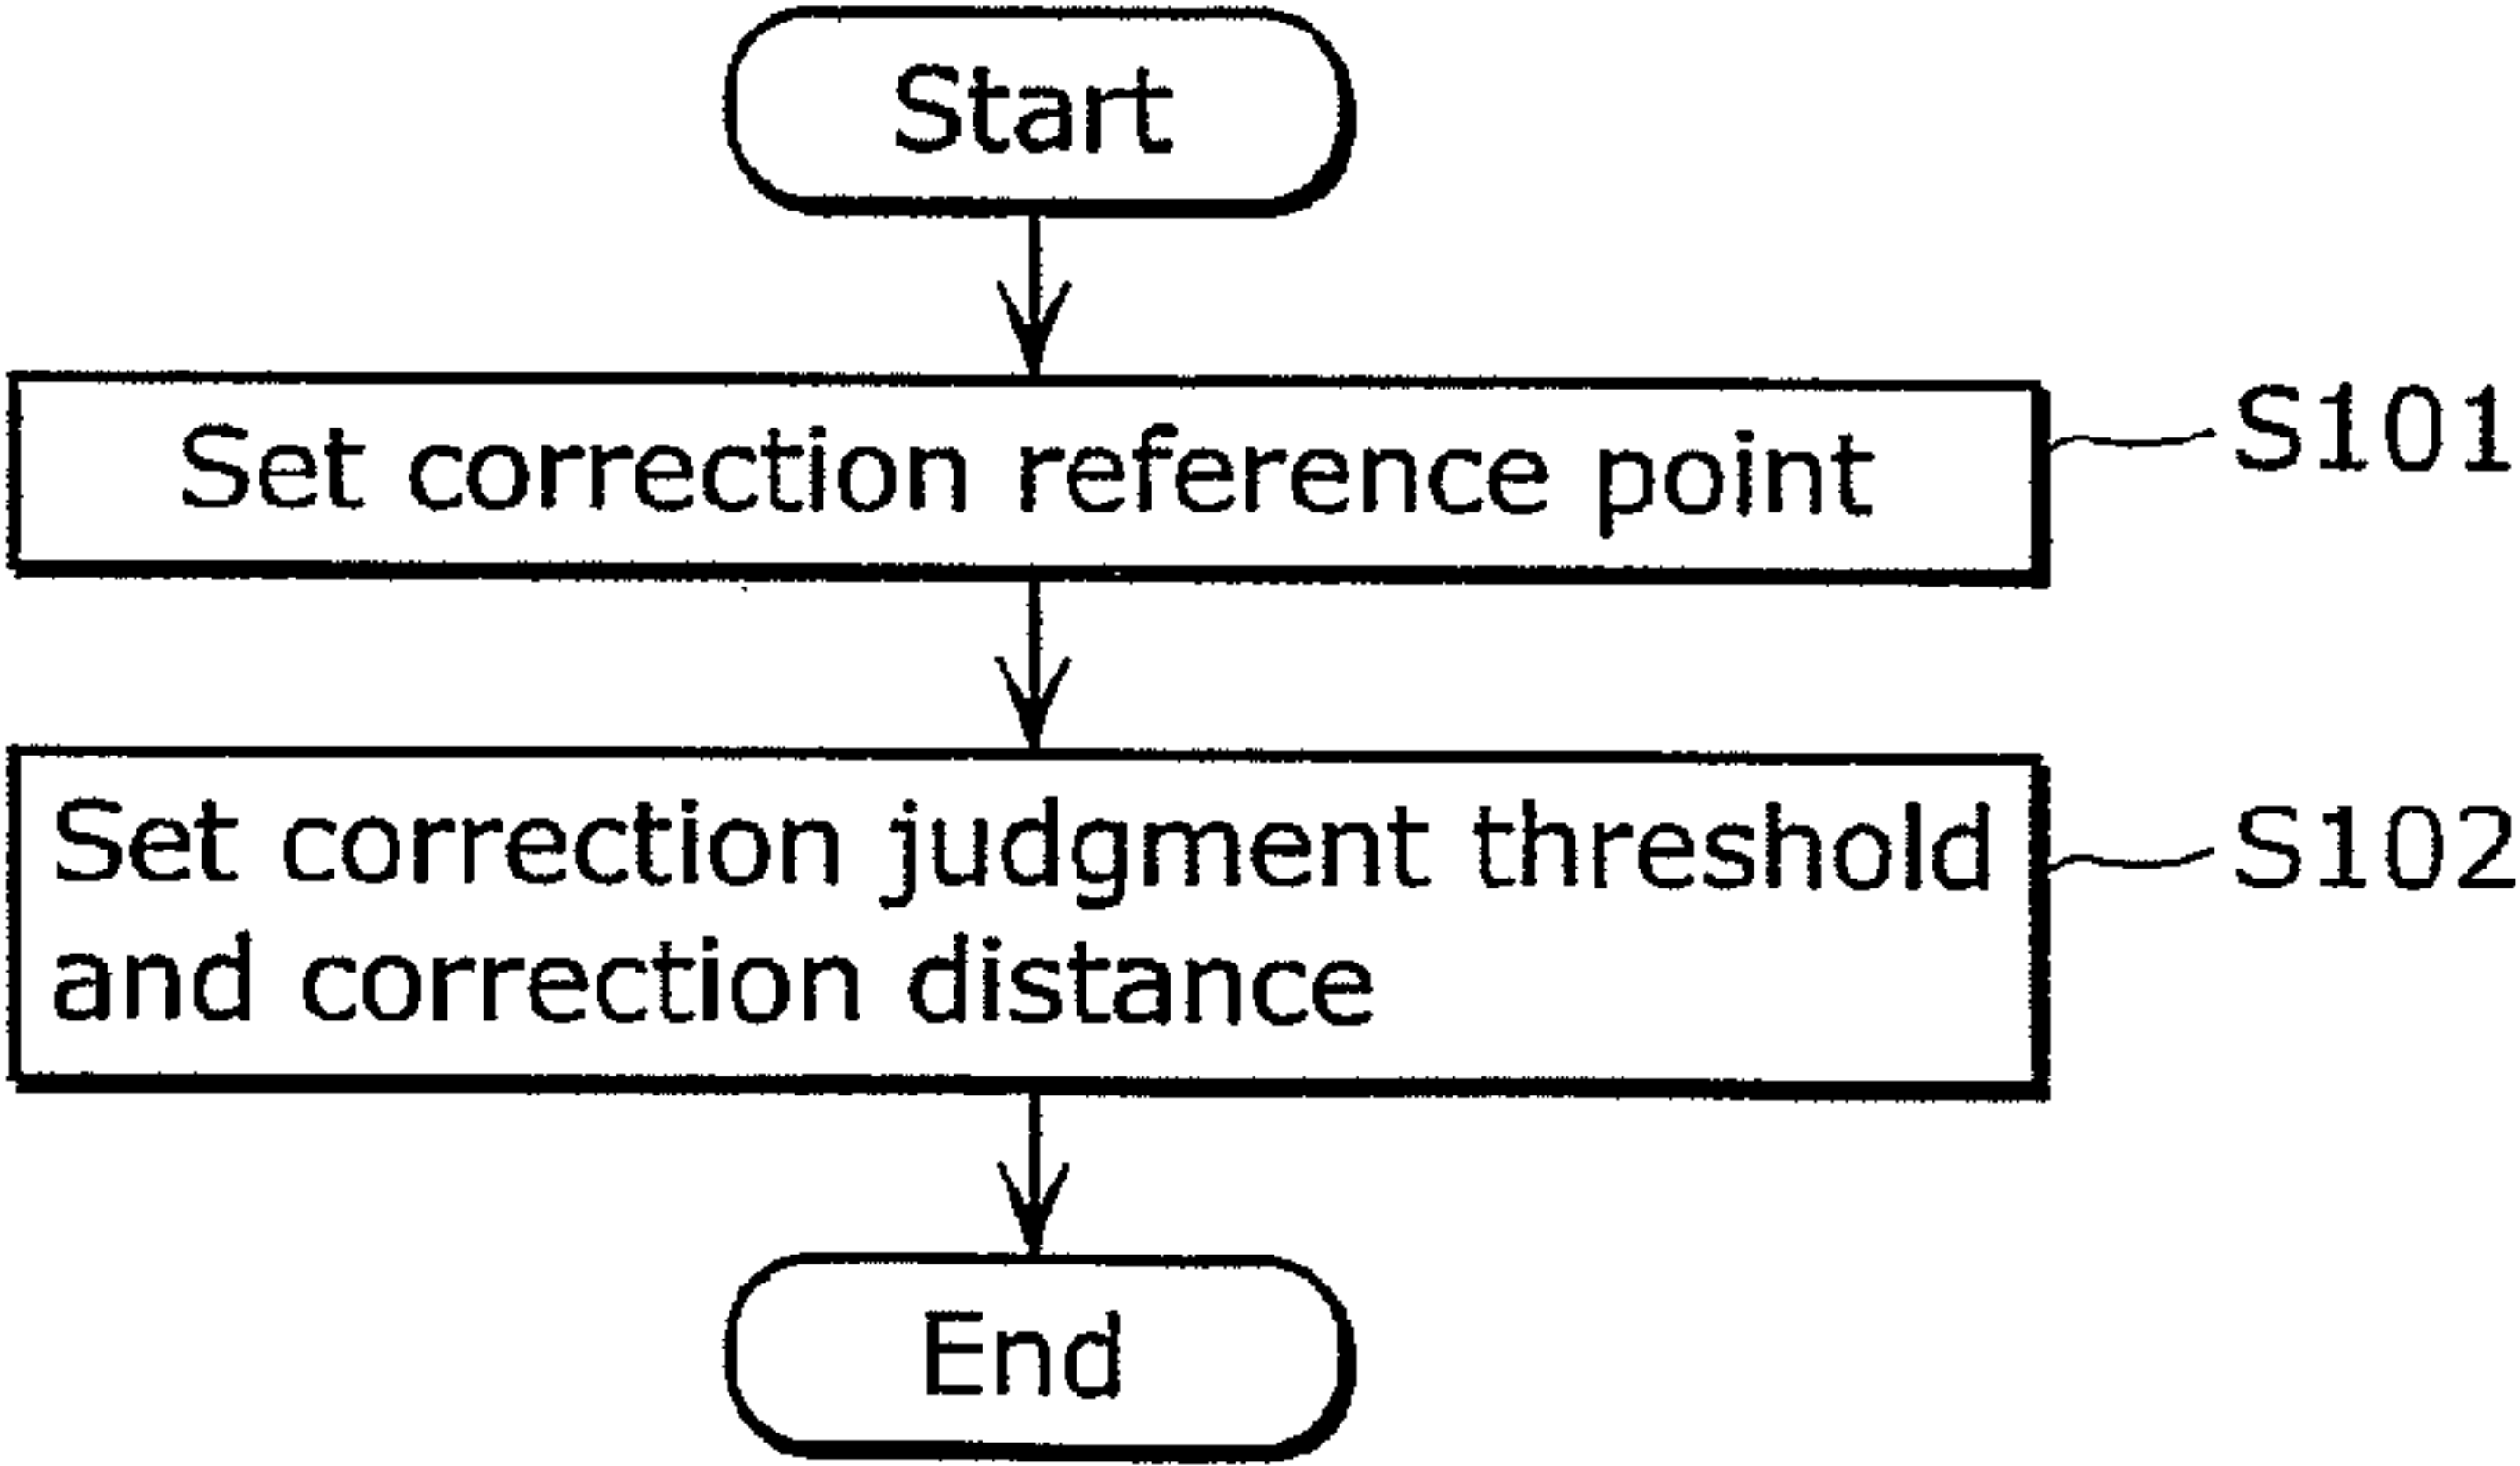 Start
Set correction reference point
S101
Set correction judgment threshold
S102
and correction distance
End